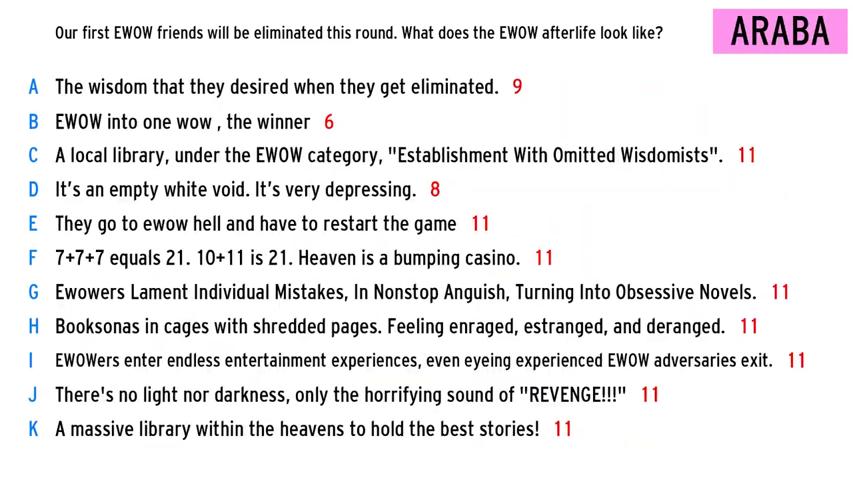 Our first EWOW friends will be eliminated this round. What does the EWOW afterlife look like?
ARABA
A The wisdom that they desired when they get eliminated. 9
B EWOW into one wow , the winner 6
C A local library, under the EWOW category, "Establishment With Omitted Wisdomists". 11
D It's an empty white void. It's very depressing. 8
E They go to ewow hell and have to restart the game 11
F 7+7+7 equals 21. 10+11 is 21. Heaven is a bumping casino. 11
G Ewowers Lament Individual Mistakes, In Nonstop Anguish, Turning Into Obsessive Novels. 11
H Booksonas in cages with shredded pages. Feeling enraged, estranged, and deranged. 11
I EWOWers enter endless entertainment experiences, even eyeing experienced EWOW adversaries exit. 11
J There's no light nor darkness, only the horrifying sound of "REVENGE!!!" 11
K A massive library within the heavens to hold the best stories! 11